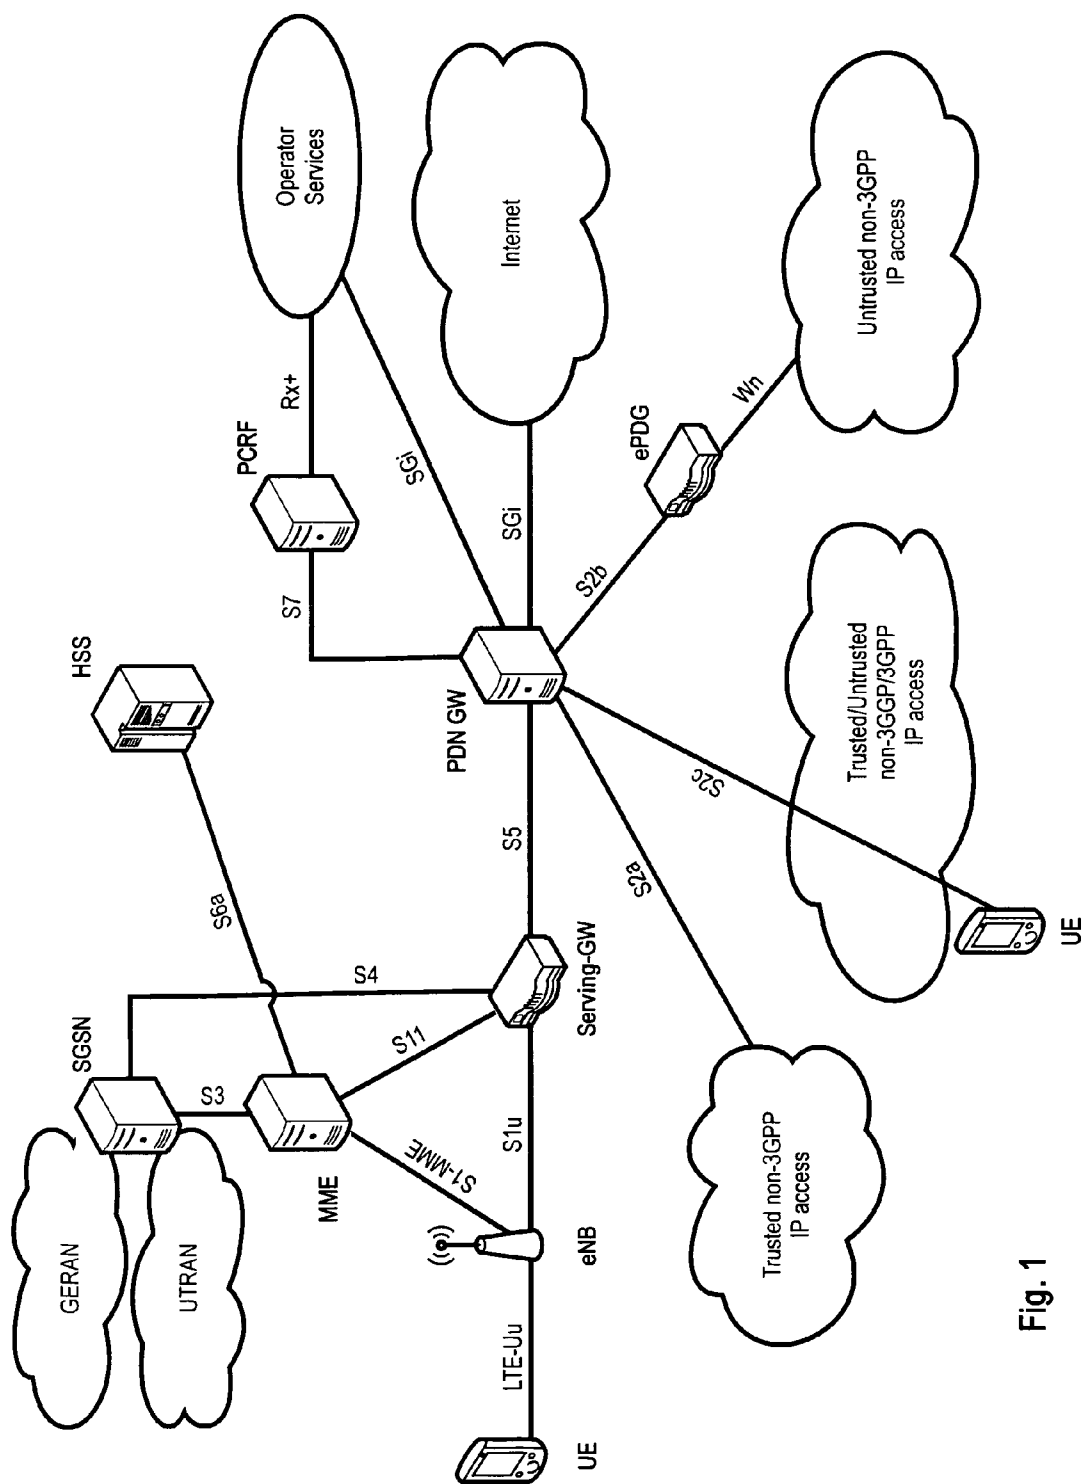 Operator
Services
Internet
Untrusted non-3GPP
IP access
Rx+
PCRF
SGi
Wn
ePDG
SGi
S7
S2b
HSS
PDN GW
Trusted/Untrusted
non-3GGP/3GPP
IP access
S2c
S6a
S5
S2a
S4
Serving-GW
UE
SGSN
S11
S3
S1u
MME
S1-MME
Trusted non-3GPP
IP access
GERAN
UTRAN
eNB
LTE-Uu
UE
Fig. 1